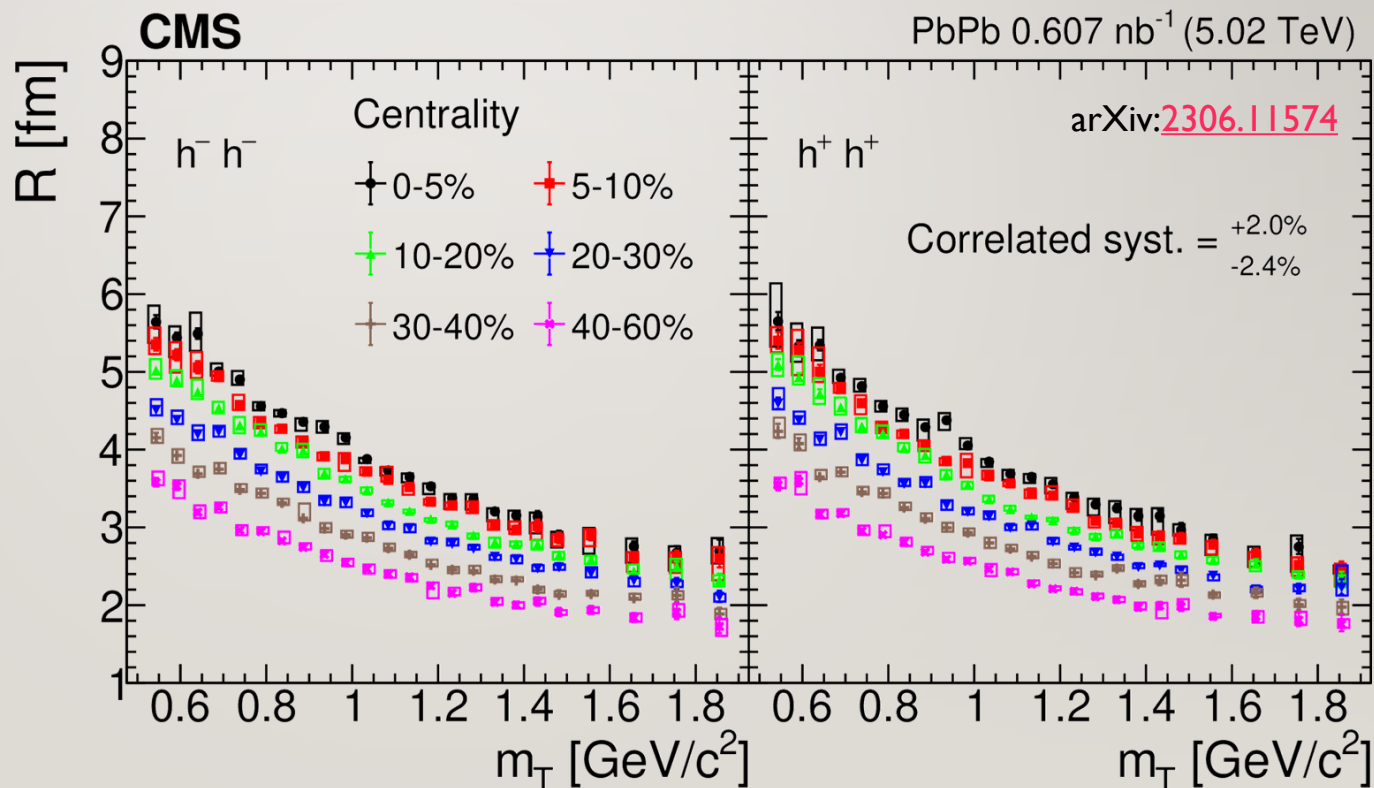 CMS
PbPb 0.607 nb⁻¹ (5.02 TeV)
R [fm]
9
8
7
6
5
4
3
2
1
h⁻ h⁻
Centrality
0-5%
5-10%
10-20%
20-30%
30-40%
40-60%
arXiv:2306.11574
h⁺ h⁺
Correlated syst. = +2.0%
-2.4%
0.6 0.8 1 1.2 1.4 1.6 1.8
0.6 0.8 1 1.2 1.4 1.6 1.8
m_T [GeV/c²]
m_T [GeV/c²]